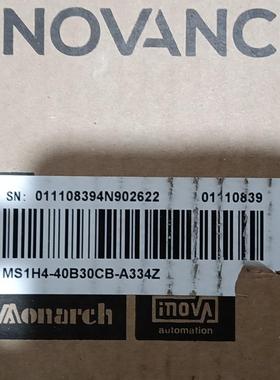 NOVANC
SN: 011108394N902622 01110839
MS1H4-40B30CB-A334Z
Monarch inovA
automation